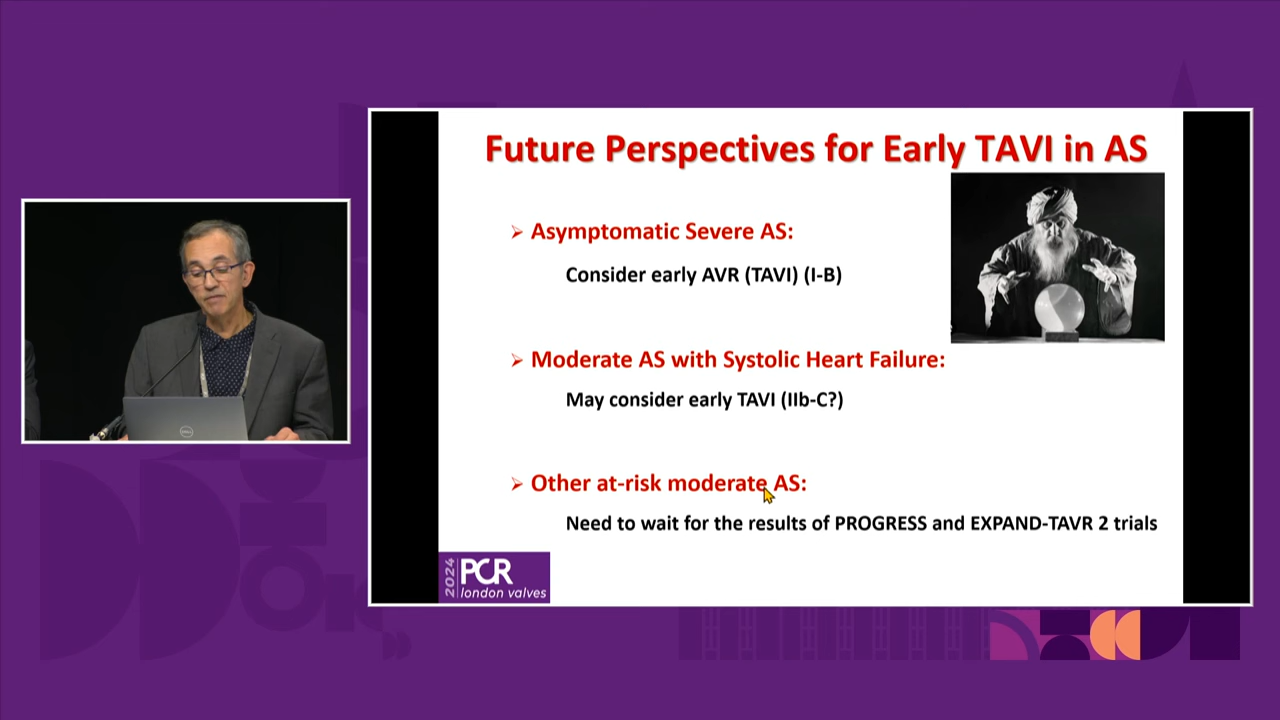 Future Perspectives for Early TAVI in AS
➢ Asymptomatic Severe AS:
Consider early AVR (TAVI) (I-B)
➢ Moderate AS with Systolic Heart Failure:
May consider early TAVI (IIb-C?)
➢ Other at-risk moderate AS:
Need to wait for the results of PROGRESS and EXPAND-TAVR 2 trials
2024 PCR
london valves
DELL